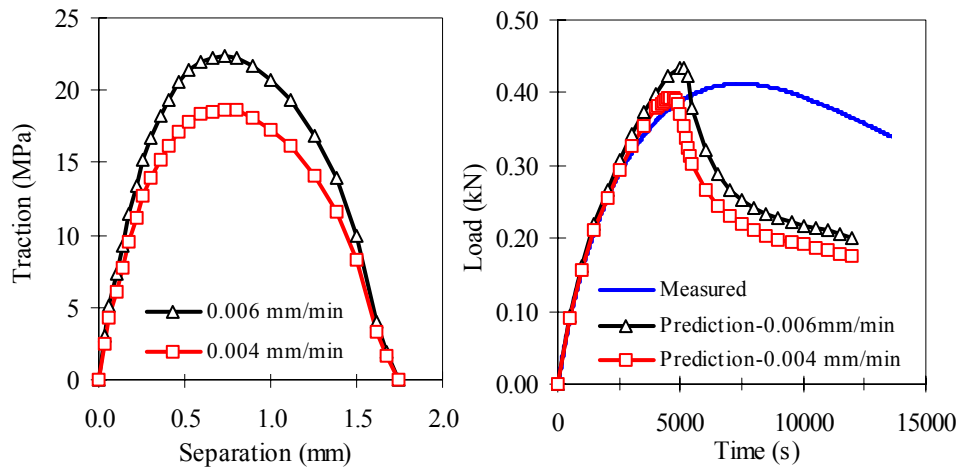 25
20
15
10
5
0
Traction (MPa)
0.006 mm/min
0.004 mm/min
0.0
0.5
1.0
1.5
2.0
Separation (mm)
0.50
0.40
0.30
0.20
0.10
0.00
Load (kN)
Measured
Prediction-0.006mm/min
Prediction-0.004 mm/min
0
5000
10000
15000
Time (s)